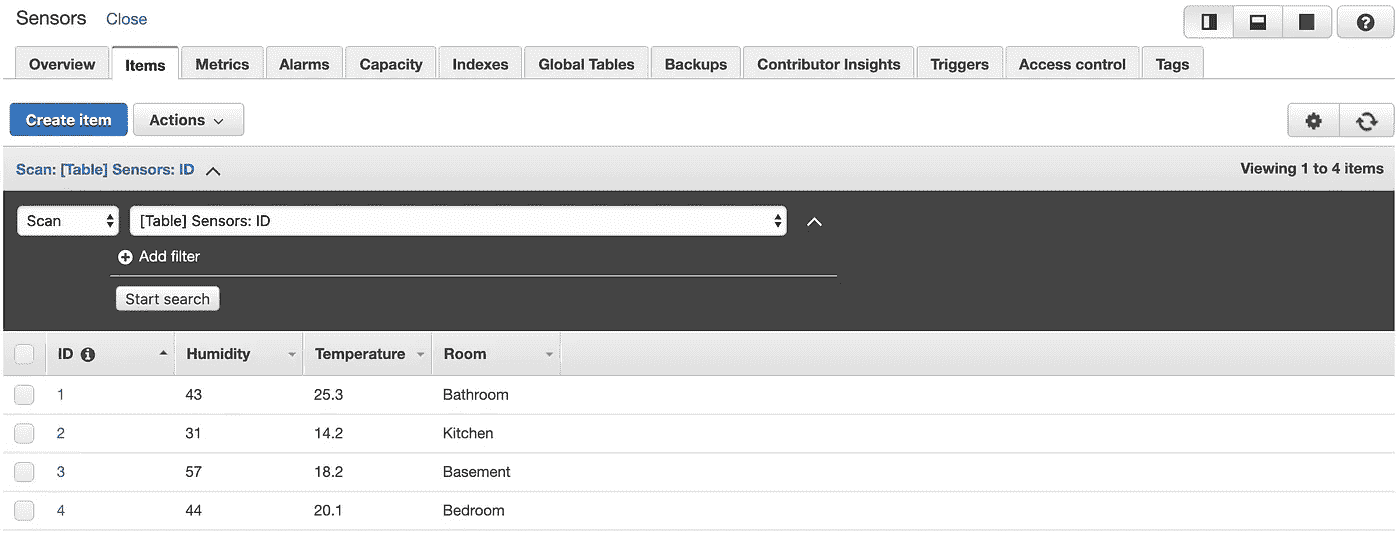 Sensors Close
Overview Items Metrics Alarms Capacity Indexes Global Tables Backups Contributor Insights Triggers Access control Tags
Create item Actions
Scan: [Table] Sensors: ID Viewing 1 to 4 items
Scan [Table] Sensors: ID
Add filter
Start search
ID Humidity Temperature Room
1 43 25.3 Bathroom
2 31 14.2 Kitchen
3 57 18.2 Basement
4 44 20.1 Bedroom